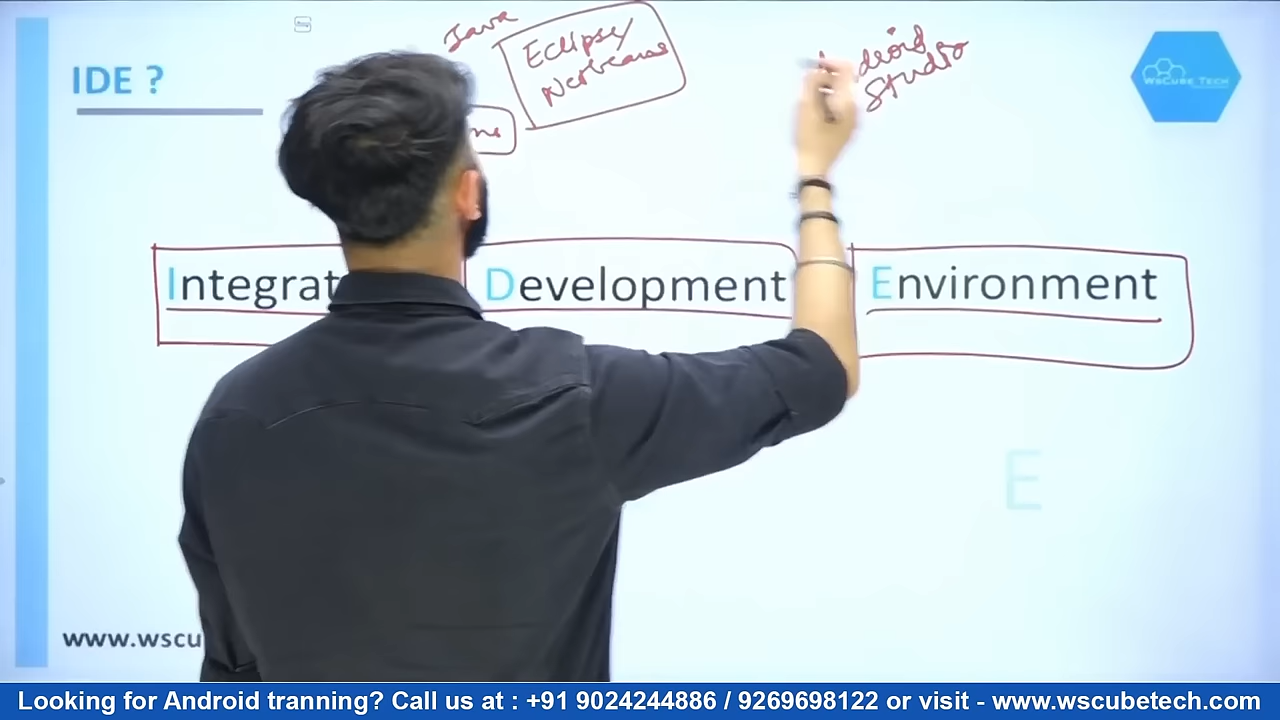 Java
Eclipse/
Netbeans
Studio
WsCube Tech
IDE ?
Integrat
Development
Environment
E
www.wscu
Looking for Android tranning? Call us at : +91 9024244886 / 9269698122 or visit - www.wscubetech.com